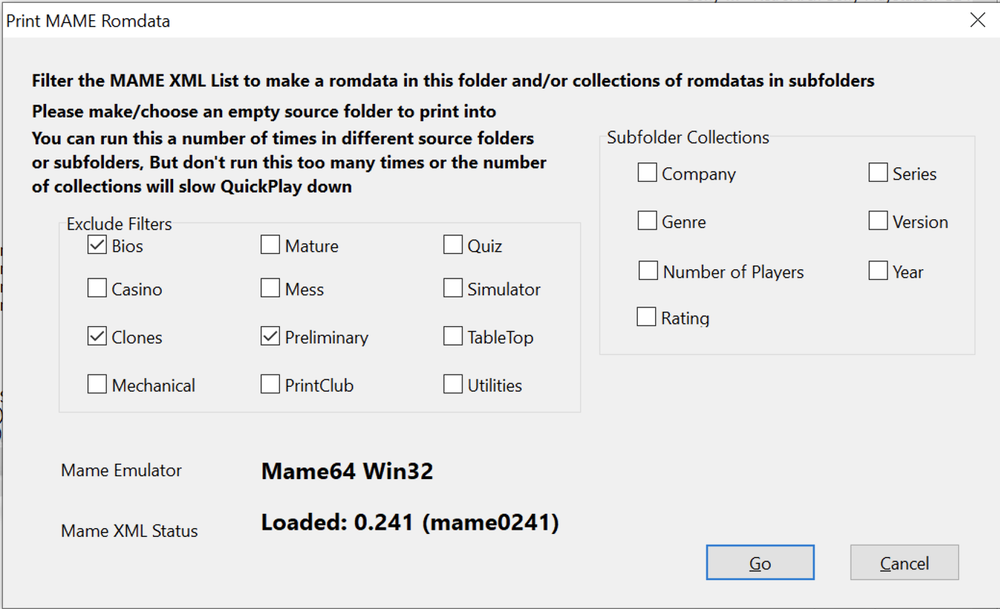 Print MAME Romdata
Filter the MAME XML List to make a romdata in this folder and/or collections of romdatas in subfolders
Please make/choose an empty source folder to print into
You can run this a number of times in different source folders
or subfolders, But don't run this too many times or the number
of collections will slow QuickPlay down
Exclude Filters
Bios
Mature
Quiz
Casino
Mess
Simulator
Clones
Preliminary
TableTop
Mechanical
PrintClub
Utilities
Subfolder Collections
Company
Series
Genre
Version
Number of Players
Year
Rating
Mame Emulator
Mame64 Win32
Mame XML Status
Loaded: 0.241 (mame0241)
Go
Cancel